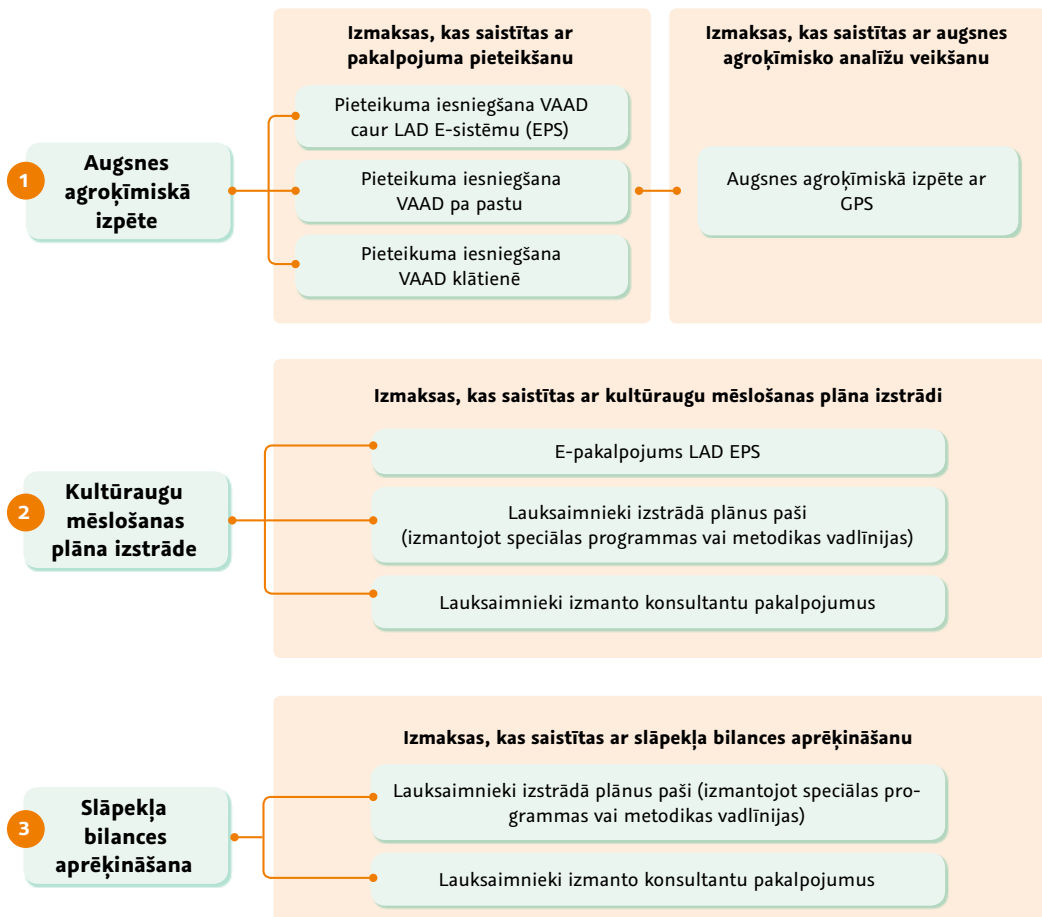 1
Augsnes
agroķīmiskā
izpēte
Izmaksas, kas saistītas ar
pakalpojuma pieteikšanu
Pieteikuma iesniegšana VAAD
caur LAD E-sistēmu (EPS)
Pieteikuma iesniegšana
VAAD pa pastu
Pieteikuma iesniegšana
VAAD klātienē
Izmaksas, kas saistītas ar augsnes
agroķīmisko analīžu veikšanu
Augsnes agroķīmiskā izpēte ar
GPS
2
Kultūraugu
mēslošanas
plāna izstrāde
Izmaksas, kas saistītas ar kultūraugu mēslošanas plāna izstrādi
E-pakalpojums LAD EPS
Lauksaimnieki izstrādā plānus paši
(izmantojot speciālas programmas vai metodikas vadlīnijas)
Lauksaimnieki izmanto konsultantu pakalpojumus
3
Slāpekļa
bilances
aprēķināšana
Izmaksas, kas saistītas ar slāpekļa bilances aprēķināšanu
Lauksaimnieki izstrādā plānus paši (izmantojot speciālas pro-
grammas vai metodikas vadlīnijas)
Lauksaimnieki izmanto konsultantu pakalpojumus